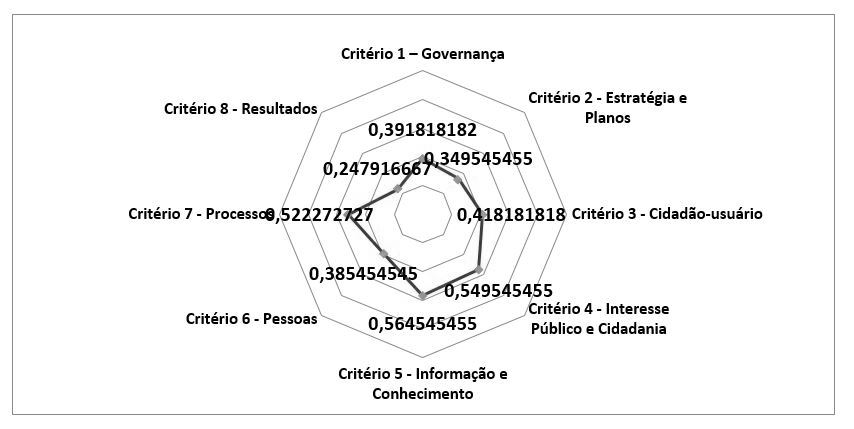 Critério 1 – Governança
Critério 2 - Estratégia e
Planos
Critério 8 - Resultados
0,391818182
0,349545455
0,247916667
Critério 7 - Processos
0,522272727
0,418181818
Critério 3 - Cidadão-usuário
0,385454545
0,549545455
Critério 4 - Interesse
Público e Cidadania
Critério 6 - Pessoas
0,564545455
Critério 5 - Informação e
Conhecimento